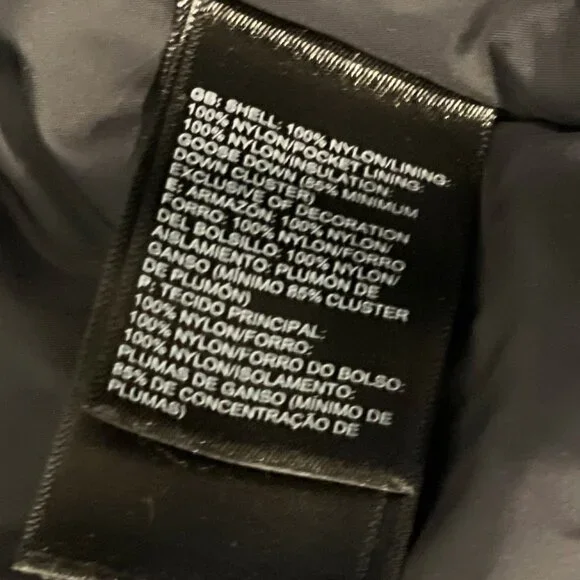 GB: SHELL: 100% NYLON/LINING:
100% NYLON/POCKET LINING:
100% NYLON/INSULATION:
GOOSE DOWN (85% MINIMUM
DOWN CLUSTER)
EXCLUSIVE OF DECORATION
E: ARMAZÓN: 100% NYLON/
FORRO: 100% NYLON/FORRO
DEL BOLSILLO: 100% NYLON/
AISLAMIENTO: PLUMÓN DE
GANSO (MÍNIMO 85% CLUSTER
DE PLUMÓN)
P: TECIDO PRINCIPAL:
100% NYLON/FORRO:
100% NYLON/FORRO DO BOLSO:
100% NYLON/ISOLAMENTO:
PLUMAS DE GANSO (MÍNIMO DE
85% DE CONCENTRAÇÃO DE
PLUMAS)